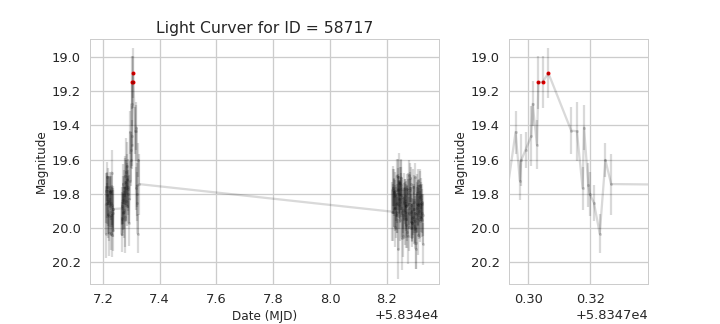 Light Curver for ID = 58717
19.0
19.2
19.4
19.6
19.8
20.0
20.2
Magnitude
7.2 7.4 7.6 7.8 8.0 8.2
Date (MJD)
+5.834e4
19.0
19.2
19.4
19.6
19.8
20.0
20.2
Magnitude
0.30 0.32
+5.8347e4